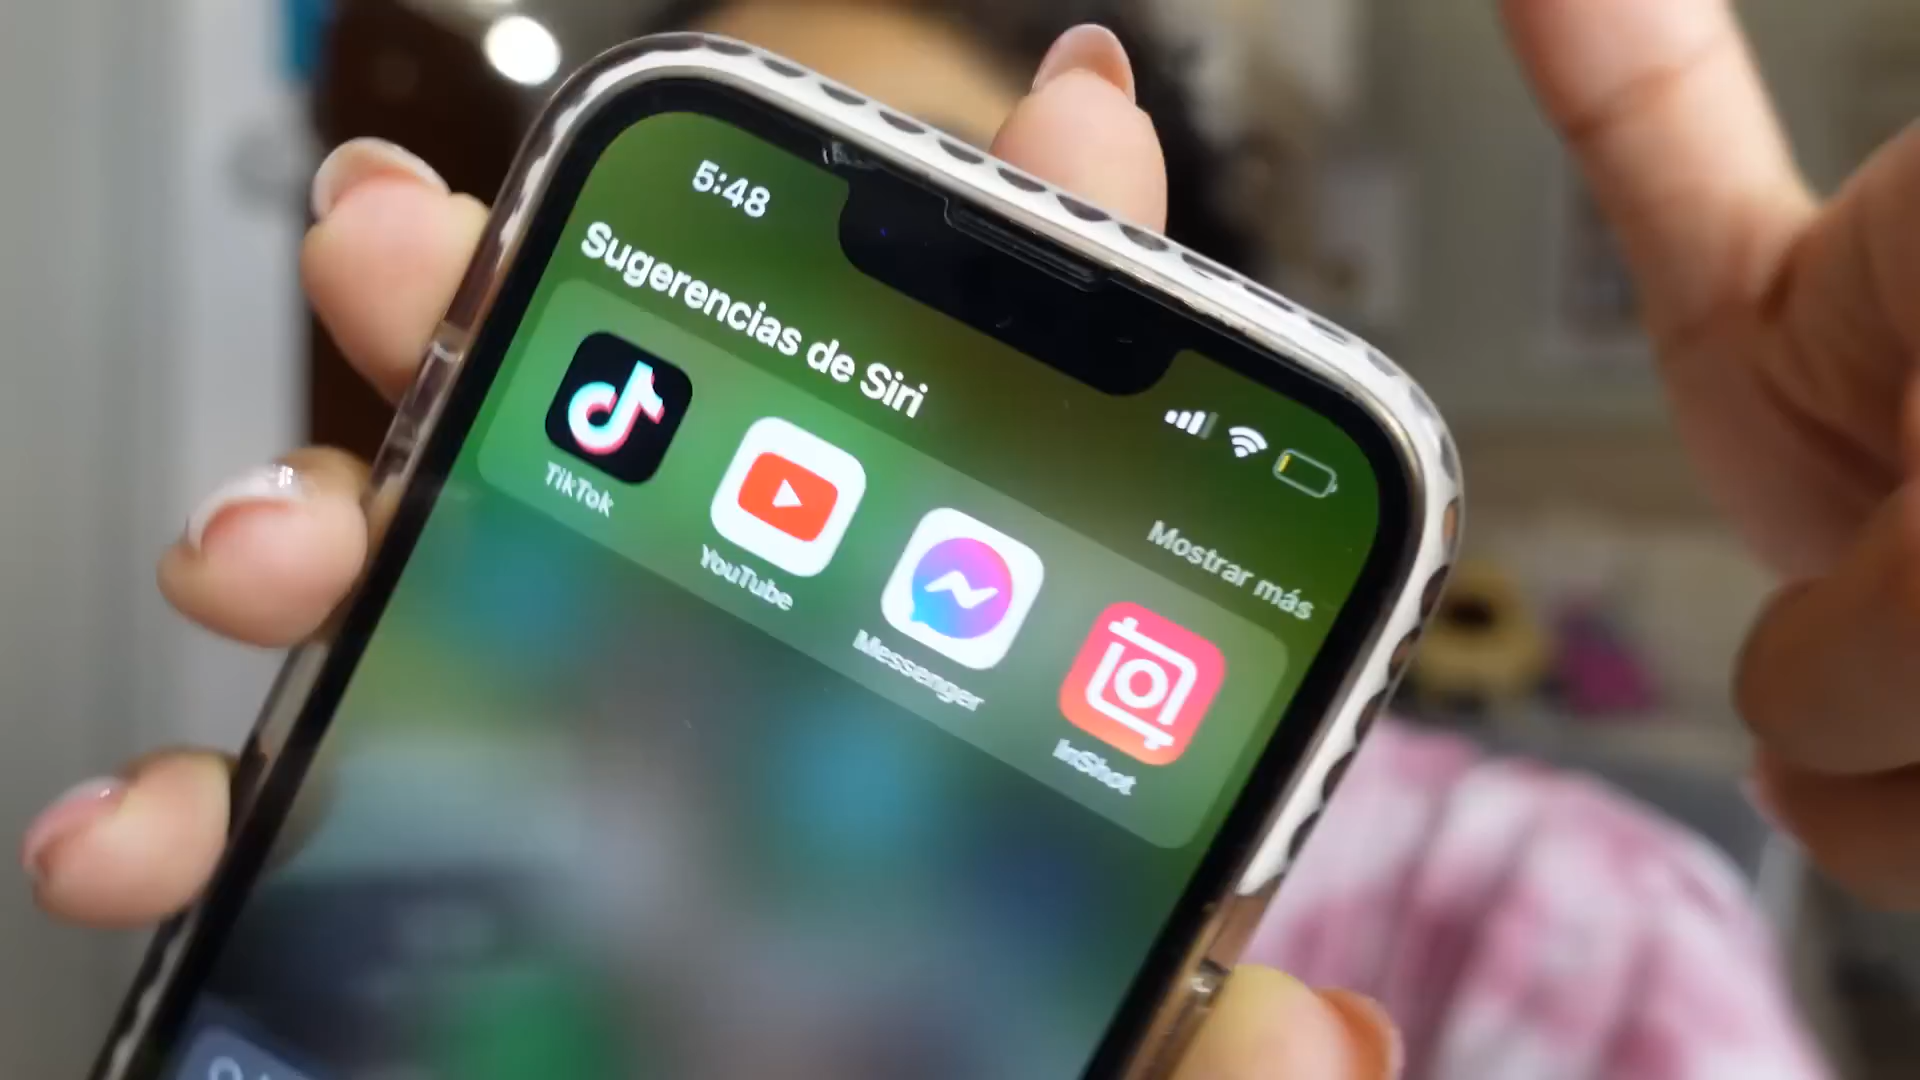 5:48
Sugerencias de Siri
Mostrar más
TikTok
YouTube
Messenger
InShot